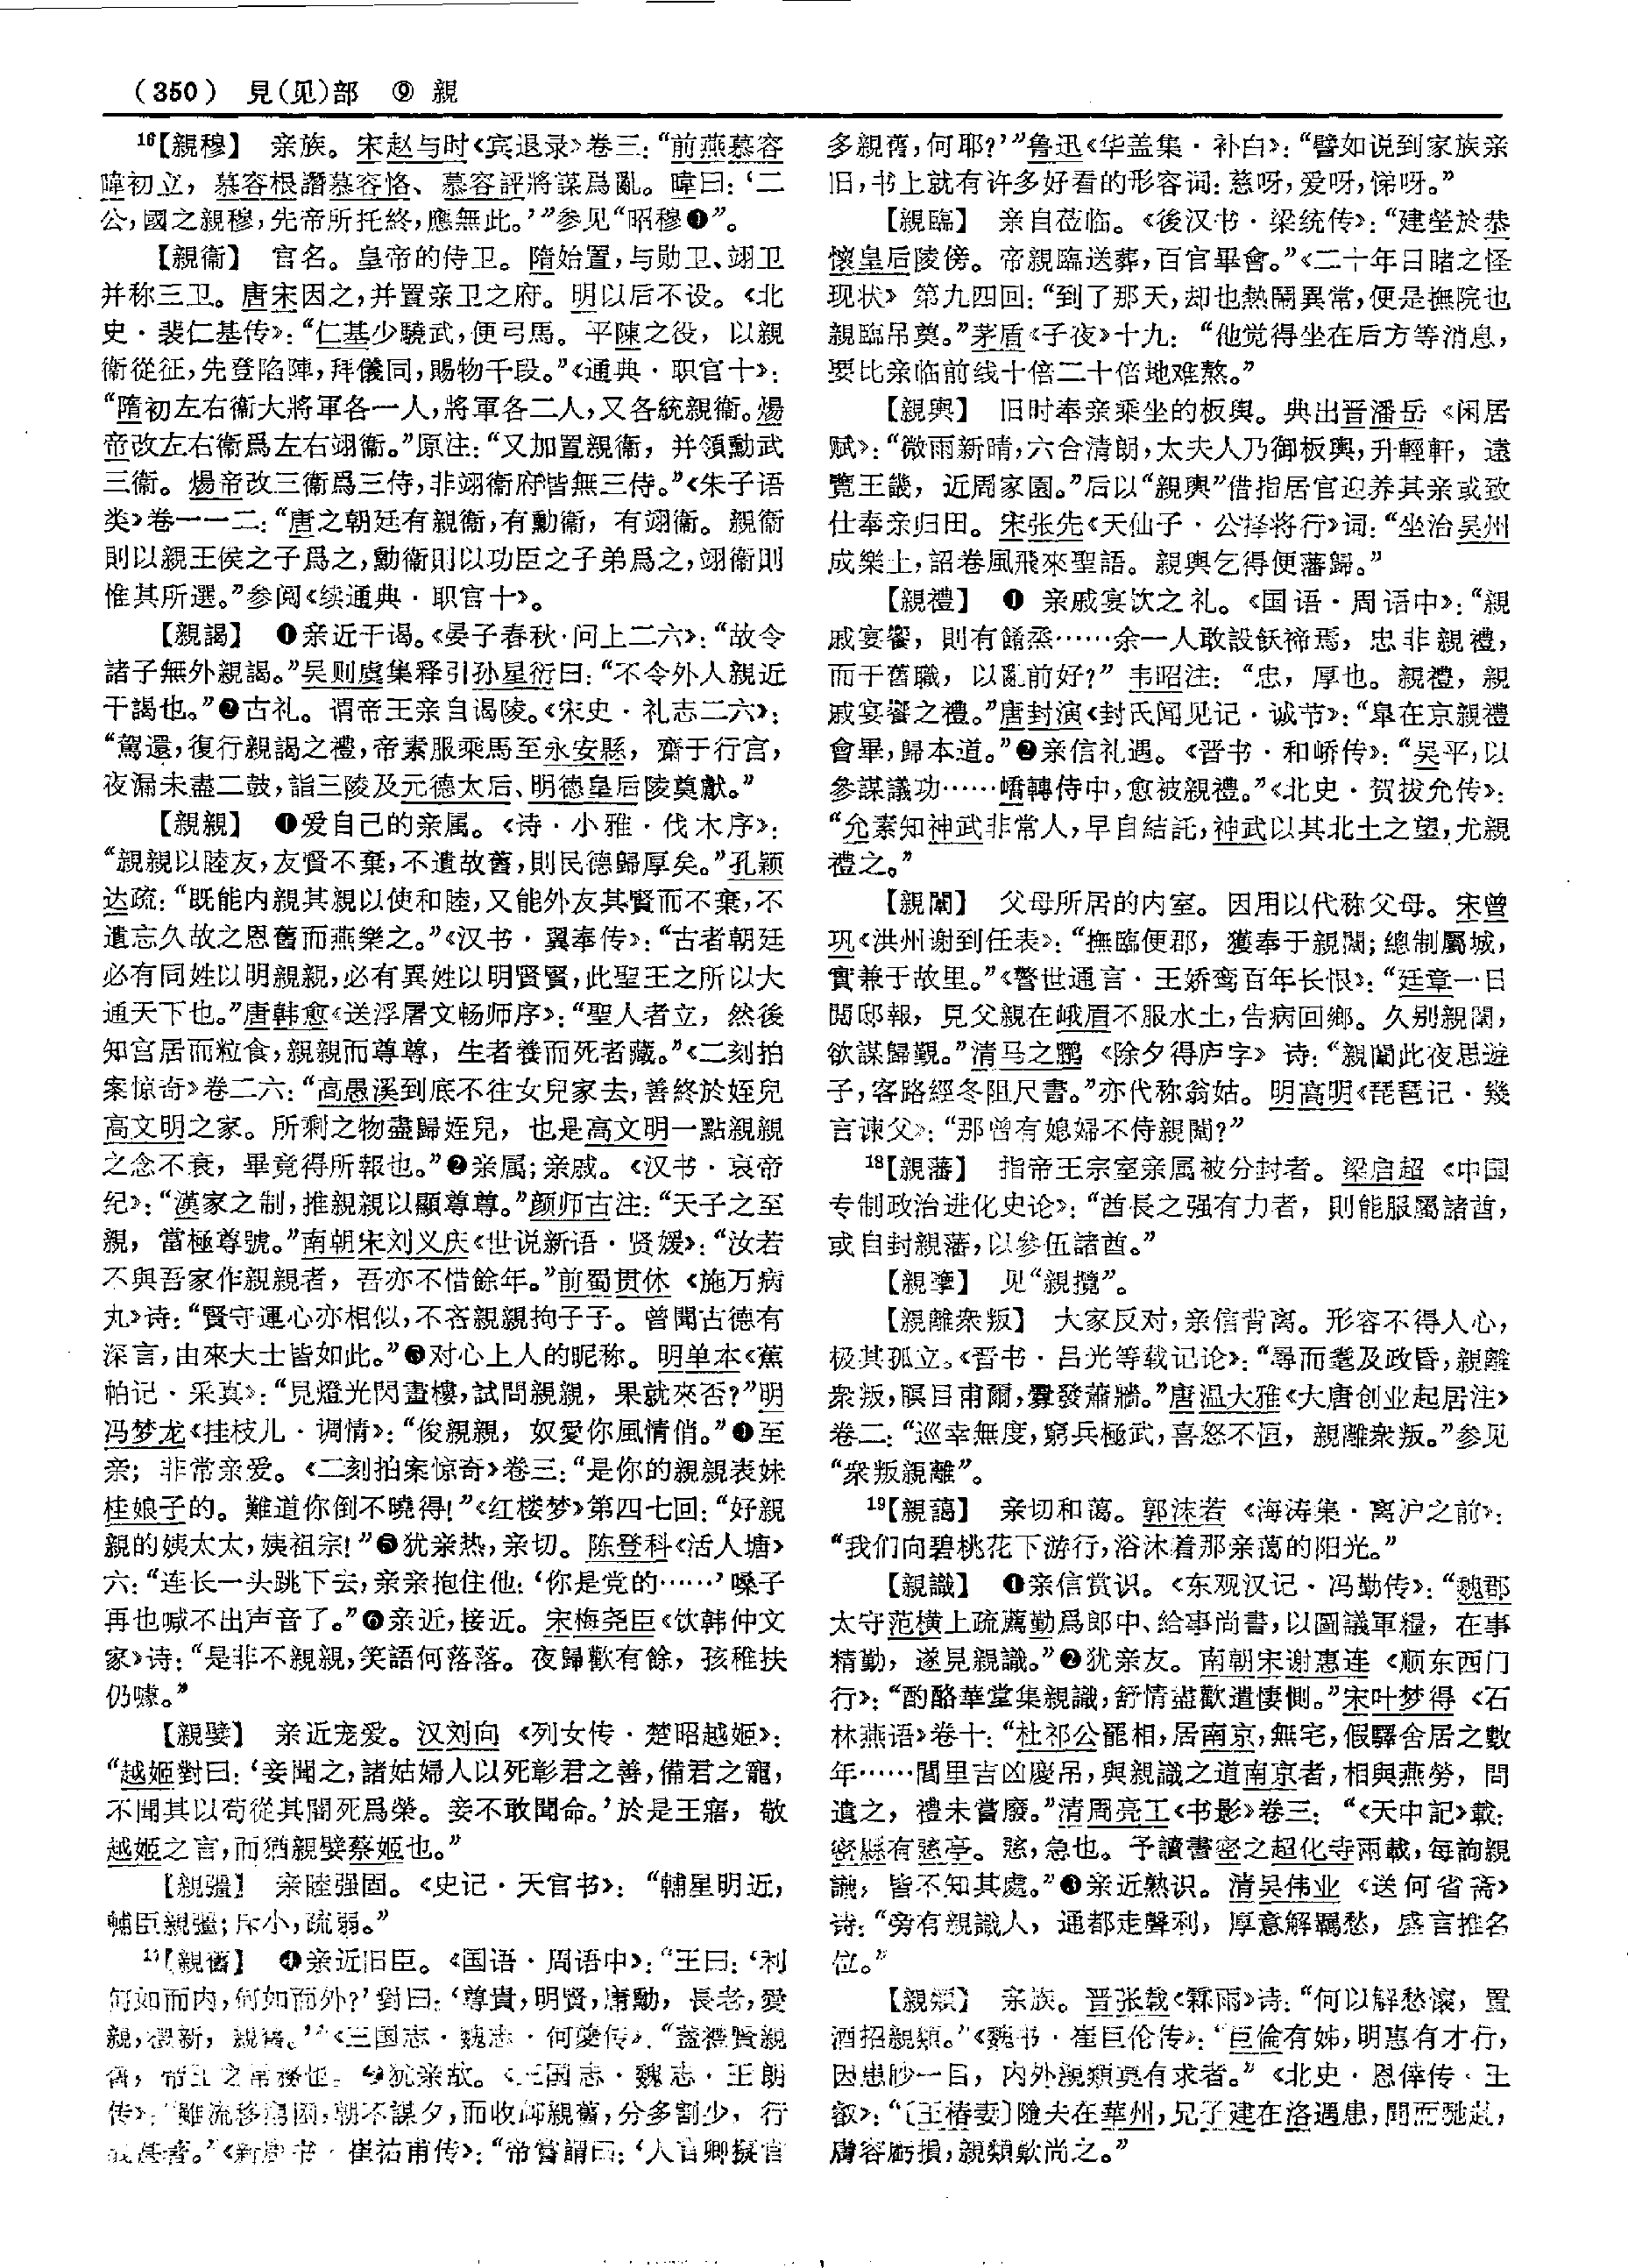 (350) 見(见)部 ⑨ 親
16【親穆】 亲族。宋赵与时《宾退录》卷三：“前燕慕容
暐初立，慕容根譖慕容恪、慕容評將謀爲亂。暐曰：‘二
公，國之親穆，先帝所托終，應無此。’”参见“昭穆❶”。
【親衞】 官名。皇帝的侍卫。隋始置，与勋卫、翊卫
并称三卫。唐宋因之，并置亲卫之府。明以后不设。《北
史·裴仁基传》：“仁基少驍武，便弓馬。平陳之役，以親
衞從征，先登陷陣，拜儀同，賜物千段。”《通典·职官十》：
“隋初左右衞大將軍各一人，將軍各二人，又各統親衞。煬
帝改左右衞爲左右翊衞。”原注：“又加置親衞，并領勳武
三衞。煬帝改三衞爲三侍，非翊衞府皆無三侍。”《朱子语
类》卷一一二：“唐之朝廷有親衞，有勳衞，有翊衞。親衞
則以親王侯之子爲之，勳衞則以功臣之子弟爲之，翊衞則
惟其所選。”参阅《续通典·职官十》。
【親謁】 ❶亲近干谒。《晏子春秋·问上二六》：“故令
諸子無外親謁。”吴则虞集释引孙星衍曰：“不令外人親近
干謁也。”❷古礼。谓帝王亲自谒陵。《宋史·礼志二六》：
“駕還，復行親謁之禮，帝素服乘馬至永安縣，齋于行宫，
夜漏未盡二鼓，詣三陵及元德太后、明德皇后陵奠獻。”
【親親】 ❶爱自己的亲属。《诗·小雅·伐木序》：
“親親以睦友，友賢不棄，不遺故舊，則民德歸厚矣。”孔颖
达疏：“既能内親其親以使和睦，又能外友其賢而不棄，不
遺忘久故之恩舊而燕樂之。”《汉书·翼奉传》：“古者朝廷
必有同姓以明親親，必有異姓以明賢賢，此聖王之所以大
通天下也。”唐韩愈《送浮屠文畅师序》：“聖人者立，然後
知宫居而粒食，親親而尊尊，生者養而死者藏。”《二刻拍
案惊奇》卷二六：“高愚溪到底不往女兒家去，善終於姪兒
高文明之家。所剩之物盡歸姪兒，也是高文明一點親親
之念不衰，畢竟得所報也。”❷亲属；亲戚。《汉书·哀帝
纪》：“漢家之制，推親親以顯尊尊。”颜师古注：“天子之至
親，當極尊號。”南朝宋刘义庆《世说新语·贤媛》：“汝若
不與吾家作親親者，吾亦不惜餘年。”前蜀贯休《施万病
丸》诗：“賢守運心亦相似，不吝親親拘子子。曾聞古德有
深言，由來大士皆如此。”❸对心上人的昵称。明单本《蕉
帕记·采真》：“見燈光閃畫樓，試問親親，果就來否？”明
冯梦龙《挂枝儿·调情》：“俊親親，奴愛你風情俏。”❹至
亲；非常亲爱。《二刻拍案惊奇》卷三：“是你的親親表妹
桂娘子的。難道你倒不曉得！”《红楼梦》第四七回：“好親
親的姨太太，姨祖宗！”❺犹亲热，亲切。陈登科《活人塘》
六：“连长一头跳下去，亲亲抱住他：‘你是党的……’嗓子
再也喊不出声音了。”❻亲近，接近。宋梅尧臣《饮韩仲文
家》诗：“是非不親親，笑語何落落。夜歸歡有餘，孩稚扶
仍噱。”
【親嬖】 亲近宠爱。汉刘向《列女传·楚昭越姬》：
“越姬對曰：‘妾聞之，諸姑婦人以死彰君之善，備君之寵，
不聞其以苟從其闇死爲榮。妾不敢聞命。’於是王寤，敬
越姬之言，而猶親嬖蔡姬也。”
【親彊】 亲睦强固。《史记·天官书》：“輔星明近，
輔臣親彊；斥小，疏弱。”
17【親舊】 ❹亲近旧臣。《国语·周语中》：“王曰：‘利
何如而内，何如而外？’對曰：‘尊貴，明賢，庸勳，長老，愛
親，禮新，親舊。’”《三国志·魏志·何夔传》：“蓋禮賢親
舊，帝王之常務也。”犹亲故。《三国志·魏志·王朗
传》：“雖流移窮困，朝不謀夕，而收卹親舊，分多割少，行
義甚著。”《新唐书·崔祐甫传》：“帝嘗謂曰：‘人言卿擬官
多親舊，何耶？’”鲁迅《华盖集·补白》：“譬如说到家族亲
旧，书上就有许多好看的形容词：慈呀，爱呀，悌呀。”
【親臨】 亲自莅临。《後汉书·梁统传》：“建塋於恭
懷皇后陵傍。帝親臨送葬，百官畢會。”《二十年目睹之怪
现状》第九四回：“到了那天，却也熱鬧異常，便是撫院也
親臨吊奠。”茅盾《子夜》十九：“他觉得坐在后方等消息，
要比亲临前线十倍二十倍地难熬。”
【親輿】 旧时奉亲乘坐的板舆。典出晋潘岳《闲居
赋》：“微雨新晴，六合清朗，太夫人乃御板輿，升輕軒，遠
覽王畿，近周家園。”后以“親輿”借指居官迎养其亲或致
仕奉亲归田。宋张先《天仙子·公择将行》词：“坐治吴州
成樂土，詔卷風飛來聖語。親輿乞得便藩歸。”
【親禮】 ❶ 亲戚宴饮之礼。《国语·周语中》：“親
戚宴饗，則有餚烝……余一人敢設飫禘焉，忠非親禮，
而干舊職，以亂前好？”韦昭注：“忠，厚也。親禮，親
戚宴饗之禮。”唐封演《封氏闻见记·诚节》：“臯在京親禮
會畢，歸本道。”❷亲信礼遇。《晋书·和峤传》：“吴平，以
參謀議功……嶠轉侍中，愈被親禮。”《北史·贺拔允传》：
“允素知神武非常人，早自結託，神武以其北土之望，尤親
禮之。”
【親闈】 父母所居的内室。因用以代称父母。宋曾
巩《洪州谢到任表》：“撫臨便郡，獲奉于親闈；總制屬城，
實兼于故里。”《警世通言·王娇鸾百年长恨》：“廷章一日
閲邸報，見父親在峨眉不服水土，告病回鄉。久别親闈，
欲謀歸覲。”清马之鹏《除夕得庐字》诗：“親闈此夜思遊
子，客路經冬阻尺書。”亦代称翁姑。明高明《琵琶记·幾
言谏父》：“那曾有媳婦不侍親闈？”
18【親藩】 指帝王宗室亲属被分封者。梁启超《中国
专制政治进化史论》：“酋長之强有力者，則能服屬諸酋，
或自封親藩，以參伍諸酋。”
【親㩜】 见“親攬”。
【親離衆叛】 大家反对，亲信背离。形容不得人心，
极其孤立。《晋书·吕光等载记论》：“尋而耄及政昏，親離
衆叛，瞑目甫爾，釁發蕭牆。”唐温大雅《大唐创业起居注》
卷二：“巡幸無度，窮兵極武，喜怒不恒，親離衆叛。”参见
“衆叛親離”。
19【親藹】 亲切和蔼。郭沫若《海涛集·离沪之前》：
“我们向碧桃花下游行，浴沐着那亲蔼的阳光。”
【親識】 ❶亲信赏识。《东观汉记·冯勤传》：“魏郡
太守范横上疏薦勤爲郎中、給事尚書，以圖議軍糧，在事
精勤，遂見親識。”❷犹亲友。南朝宋谢惠连《顺东西门
行》：“酌酪華堂集親識，舒情盡歡遣悽惻。”宋叶梦得《石
林燕语》卷十：“杜祁公罷相，居南京，無宅，假驛舍居之數
年……閭里吉凶慶吊，與親識之道南京者，相與燕勞，問
遺之，禮未嘗廢。”清周亮工《书影》卷三：“《天中記》載：
密縣有慈亭。慈，急也。予讀書密之超化寺兩載，每詢親
識，皆不知其處。”❸亲近熟识。清吴伟业《送何省斋》
诗：“旁有親識人，通都走聲利，厚意解羈愁，盛言推名
位。”
【親類】 亲族。晋张载《霖雨》诗：“何以解愁懷，置
酒招親類。”《魏书·崔巨伦传》：“巨倫有姊，明惠有才行，
因患眇一目，内外親類莫有求者。”《北史·恩倖传·王
叡》：“〔王椿妻〕隨夫在華州，兄子建在洛遇患，聞而馳赴，
膚容虧損，親類歎尚之。”